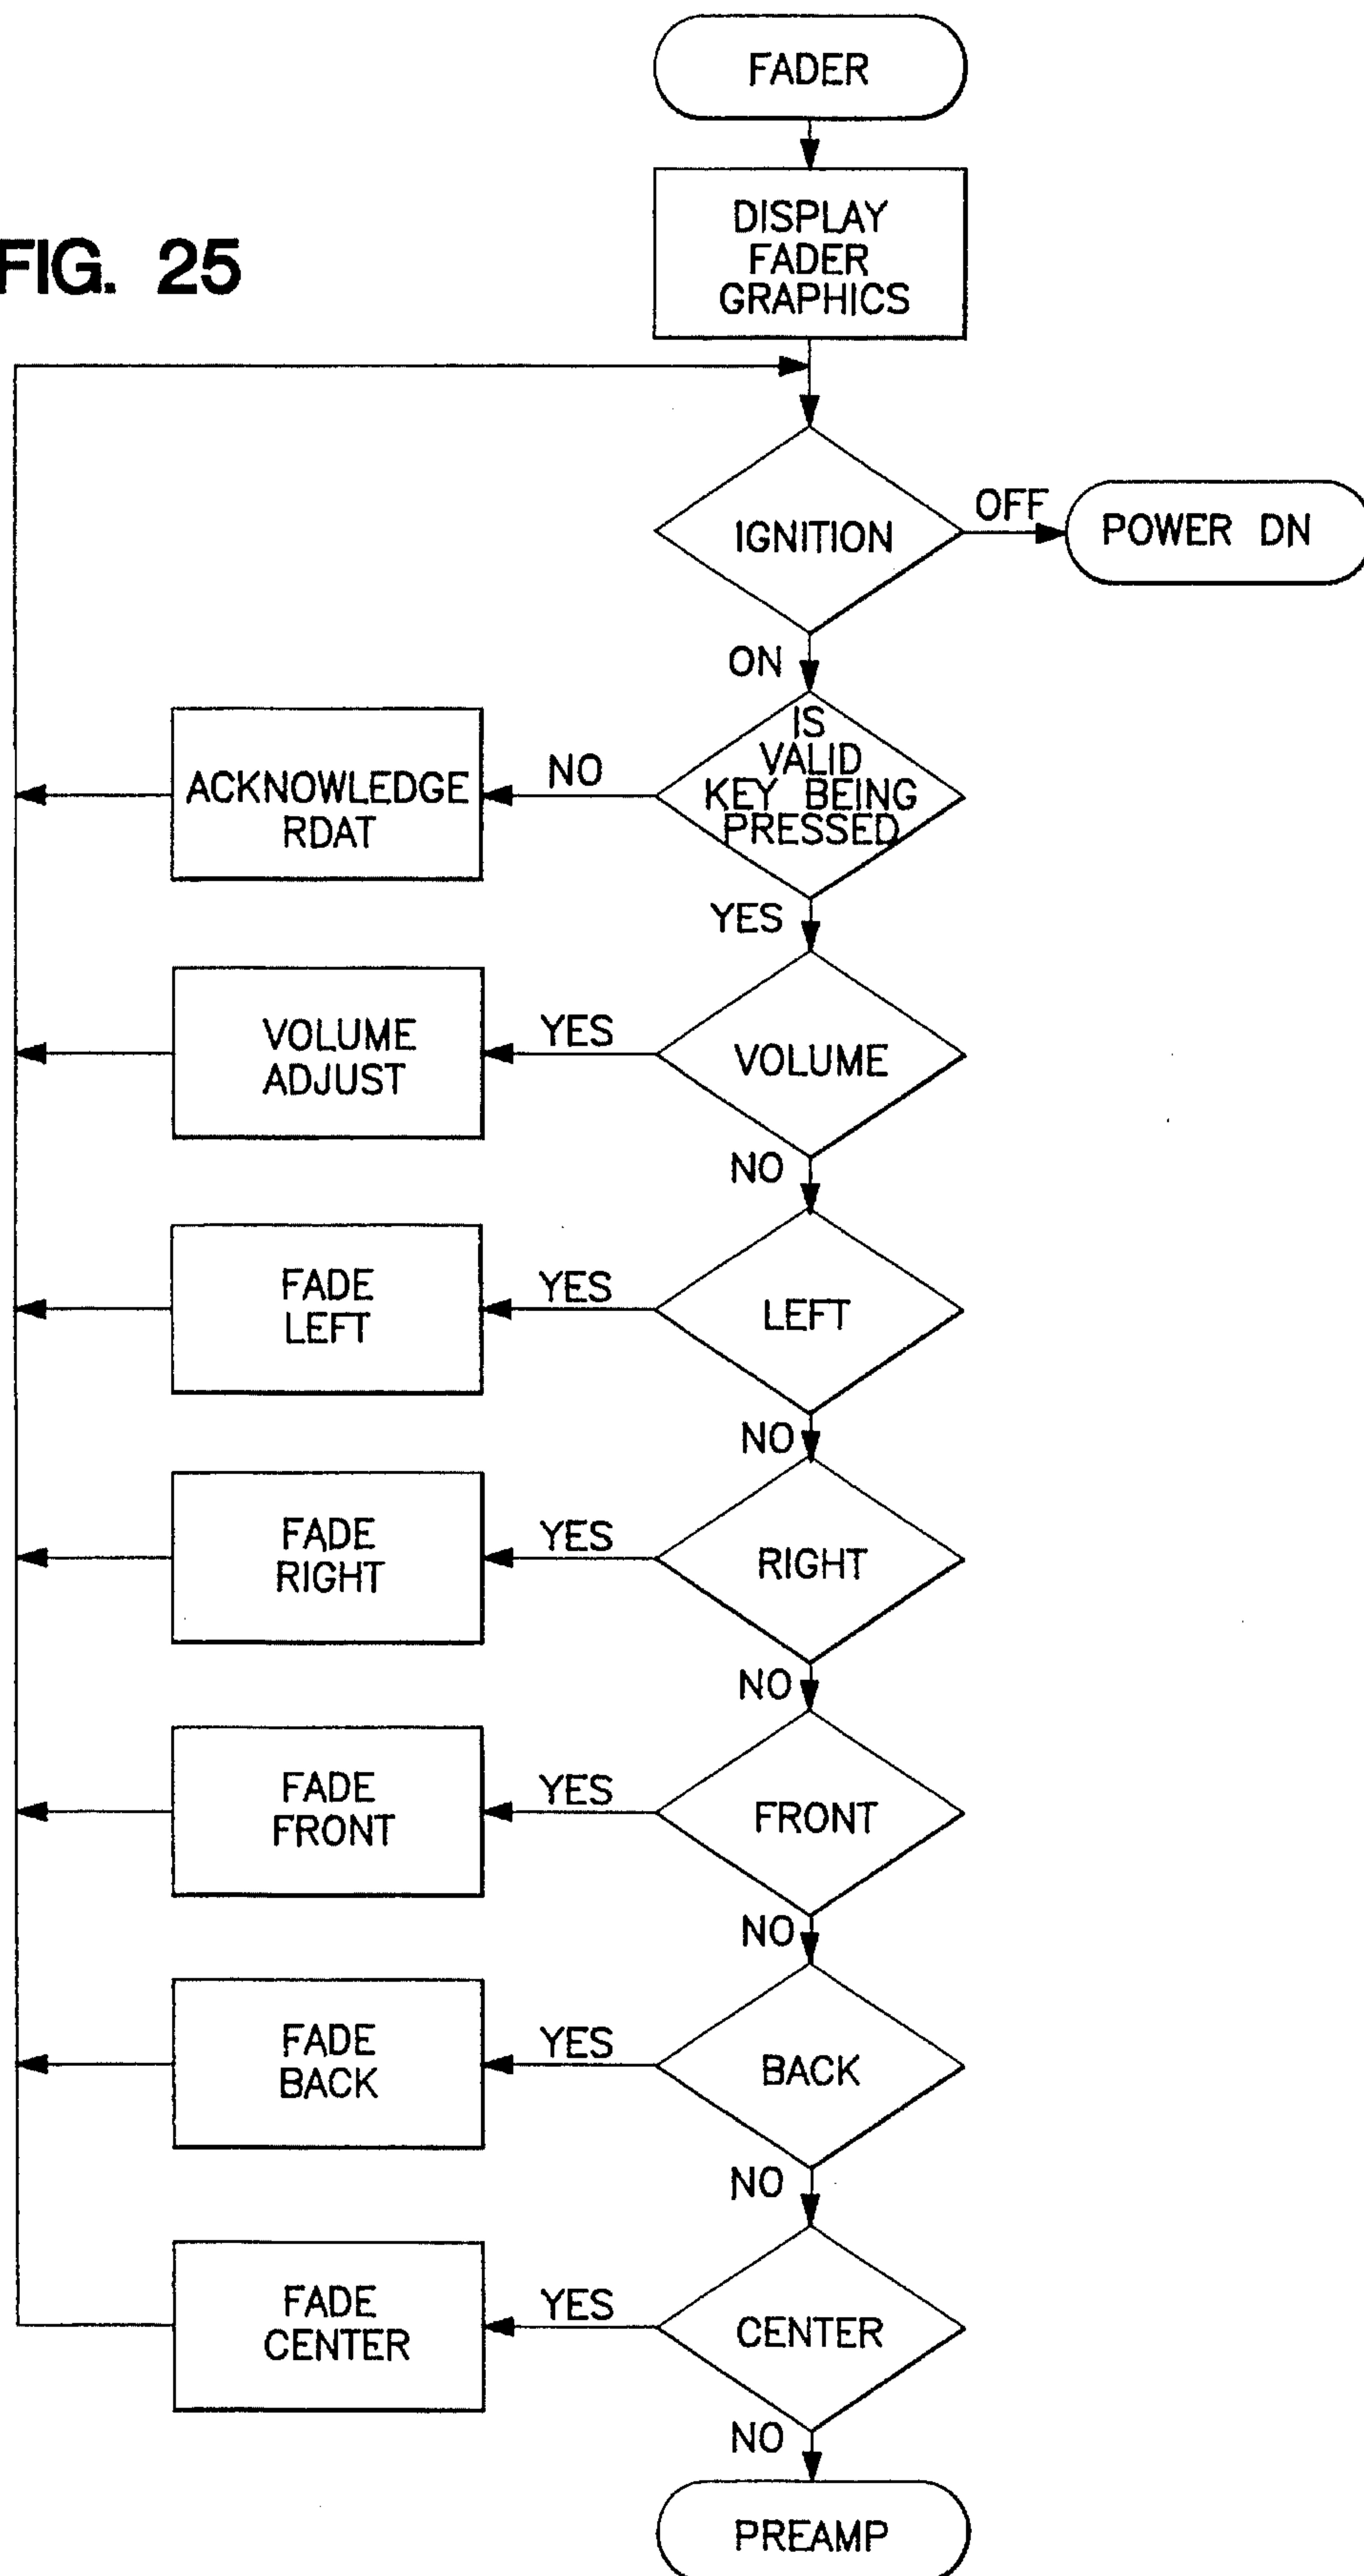 FADER
DISPLAY
FADER
GRAPHICS
FIG. 25
IGNITION
OFF
POWER DN
ON
IS
VALID
KEY BEING
PRESSED
NO
ACKNOWLEDGE
RDAT
YES
VOLUME
YES
VOLUME
ADJUST
NO
LEFT
YES
FADE
LEFT
NO
RIGHT
YES
FADE
RIGHT
NO
FRONT
YES
FADE
FRONT
NO
BACK
YES
FADE
BACK
NO
CENTER
YES
FADE
CENTER
NO
PREAMP